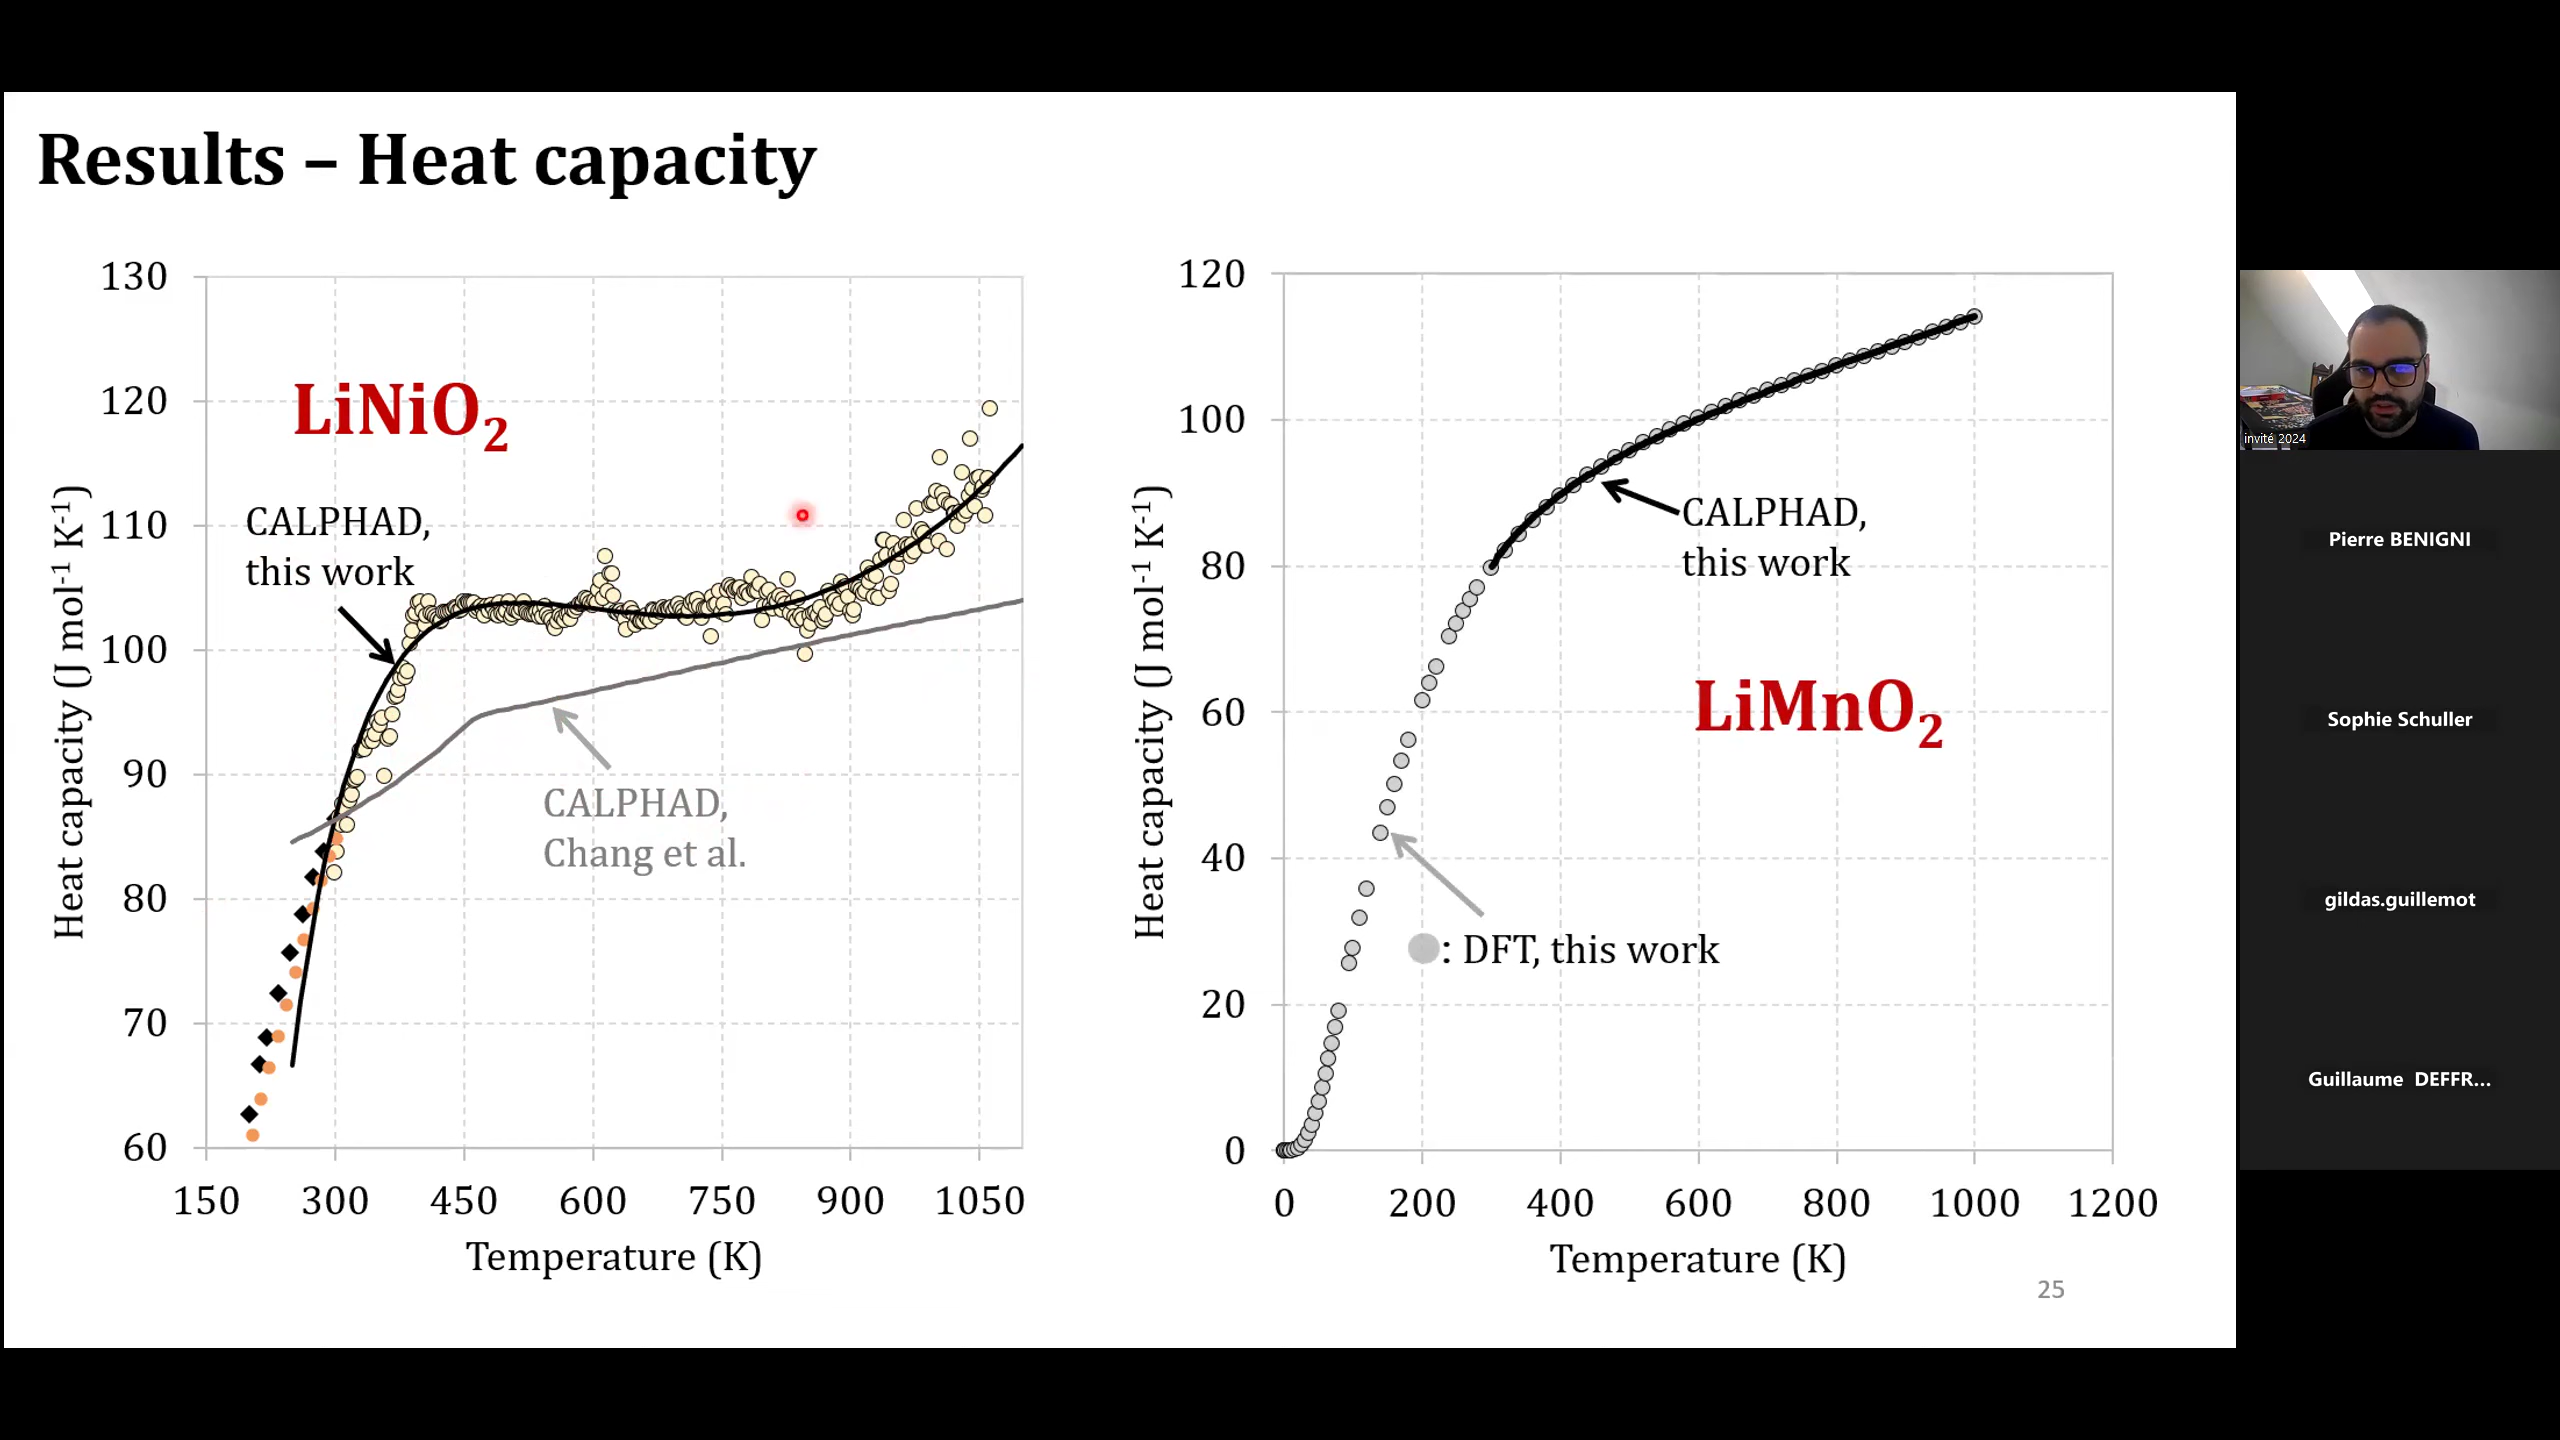 Results – Heat capacity
130
120
110
100
90
80
70
60
150 300 450 600 750 900 1050
Heat capacity (J mol⁻¹ K⁻¹)
Temperature (K)
LiNiO₂
CALPHAD,
this work
CALPHAD,
Chang et al.
120
100
80
60
40
20
0
0 200 400 600 800 1000 1200
Heat capacity (J mol⁻¹ K⁻¹)
Temperature (K)
CALPHAD,
this work
LiMnO₂
: DFT, this work
25
invité 2024
Pierre BENIGNI
Sophie Schuller
gildas.guillemot
Guillaume DEFFR...